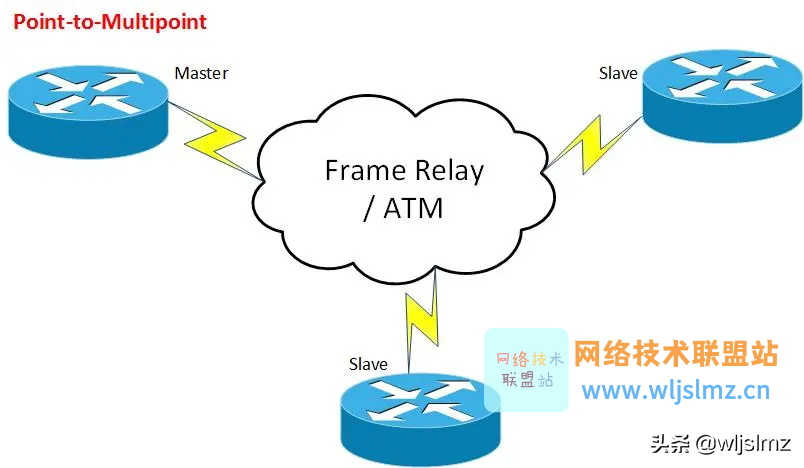 Point-to-Multipoint
Master
Slave
Frame Relay
/ ATM
Slave
网络技术
联盟站
网络技术联盟站
www.wljslmz.cn
头条 @wljslmz